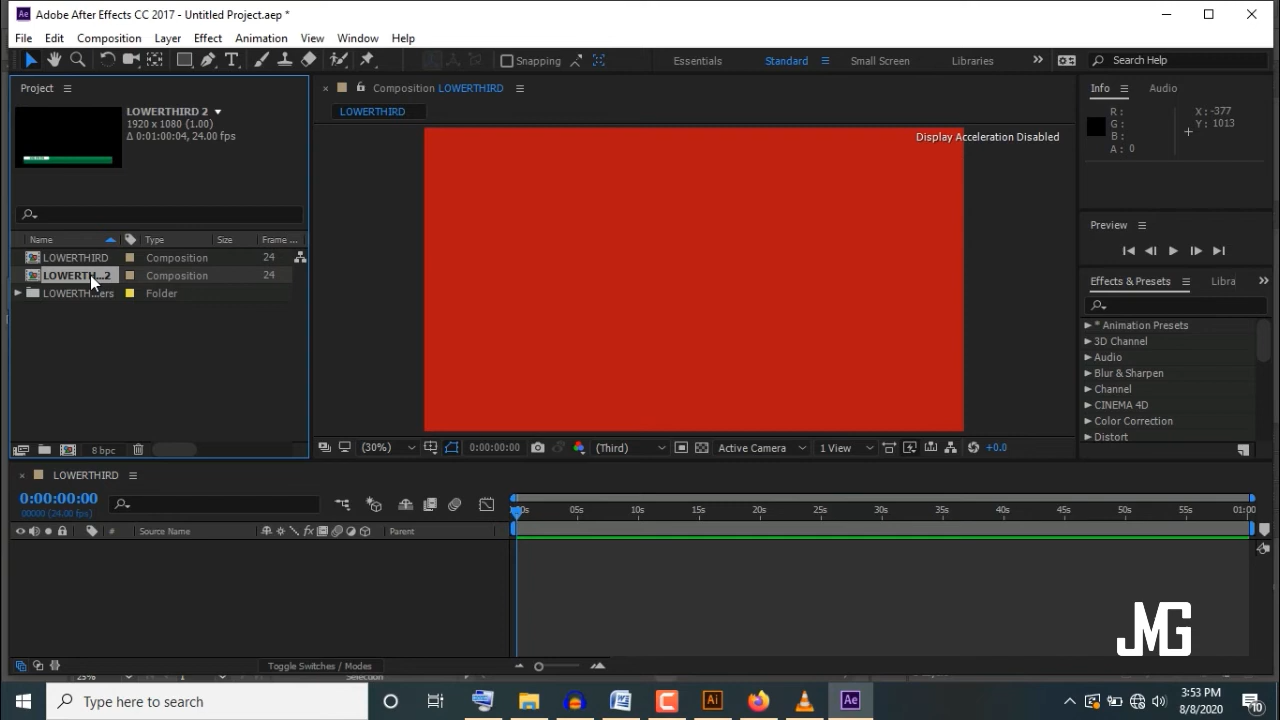 Adobe After Effects CC 2017 - Untitled Project.aep *
File Edit Composition Layer Effect Animation View Window Help
Snapping Essentials Standard Small Screen Libraries Search Help
Project
LOWERTHIRD 2
1920 x 1080 (1.00)
Δ 0:01:00:04, 24.00 fps
Name Type Size Frame ...
LOWERTHIRD Composition 24
LOWERTH...2 Composition 24
LOWERTH...ers Folder
8 bpc
Composition LOWERTHIRD
LOWERTHIRD
Display Acceleration Disabled
(30%) 0:00:00:00 (Third) Active Camera 1 View +0.0
Info Audio
R: X: -377
G: Y: 1013
B:
A: 0
Preview
Effects & Presets Libra
* Animation Presets
3D Channel
Audio
Blur & Sharpen
Channel
CINEMA 4D
Color Correction
Distort
LOWERTHIRD
0:00:00:00
00000 (24.00 fps)
# Source Name Parent
05s 10s 15s 20s 25s 30s 35s 40s 45s 50s 55s 01:00
Toggle Switches / Modes
JMG
Type here to search
3:53 PM
8/8/2020
10